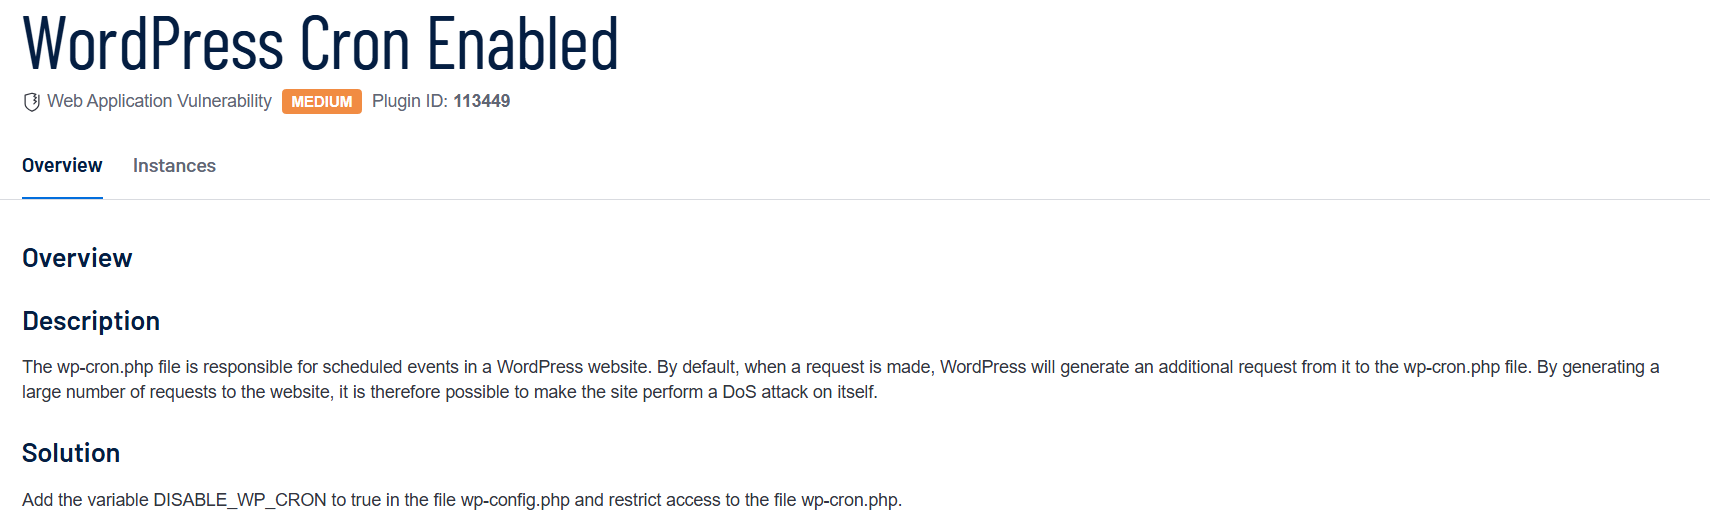 WordPress Cron Enabled
Web Application Vulnerability MEDIUM Plugin ID: 113449
Overview Instances
Overview
Description
The wp-cron.php file is responsible for scheduled events in a WordPress website. By default, when a request is made, WordPress will generate an additional request from it to the wp-cron.php file. By generating a
large number of requests to the website, it is therefore possible to make the site perform a DoS attack on itself.
Solution
Add the variable DISABLE_WP_CRON to true in the file wp-config.php and restrict access to the file wp-cron.php.